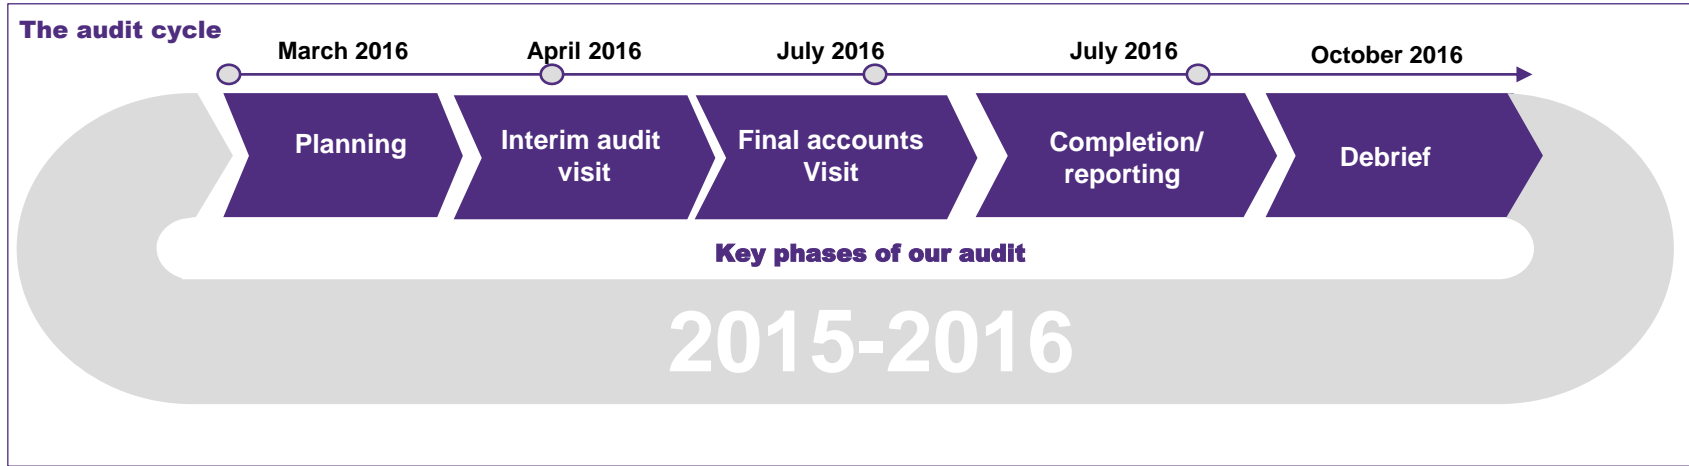 The audit cycle
March 2016
April 2016
July 2016
July 2016
October 2016
Planning
Interim audit
visit
Final accounts
Visit
Completion/
reporting
Debrief
Key phases of our audit
2015-2016